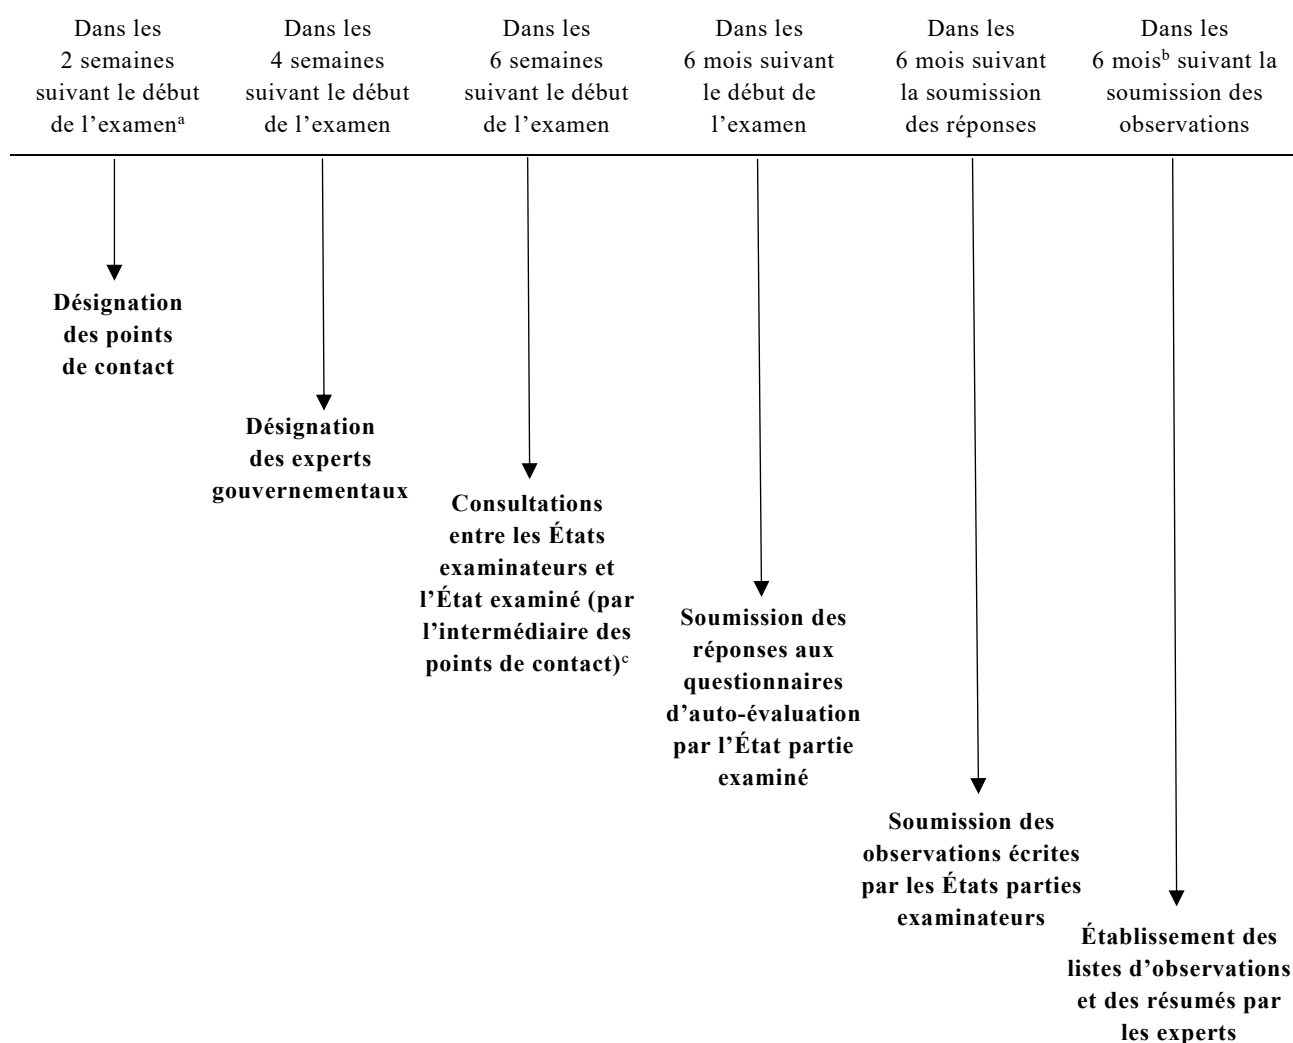 Dans les
2 semaines
suivant le début
de l'examenᵃ
Dans les
4 semaines
suivant le début
de l'examen
Dans les
6 semaines
suivant le début
de l'examen
Dans les
6 mois suivant
le début de
l'examen
Dans les
6 mois suivant
la soumission
des réponses
Dans les
6 moisᵇ suivant la
soumission des
observations
Désignation
des points
de contact
Désignation
des experts
gouvernementaux
Consultations
entre les États
examinateurs et
l'État examiné (par
l'intermédiaire des
points de contact)ᶜ
Soumission des
réponses aux
questionnaires
d'auto-évaluation
par l'État partie
examiné
Soumission des
observations écrites
par les États parties
examinateurs
Établissement des
listes d'observations
et des résumés par
les experts